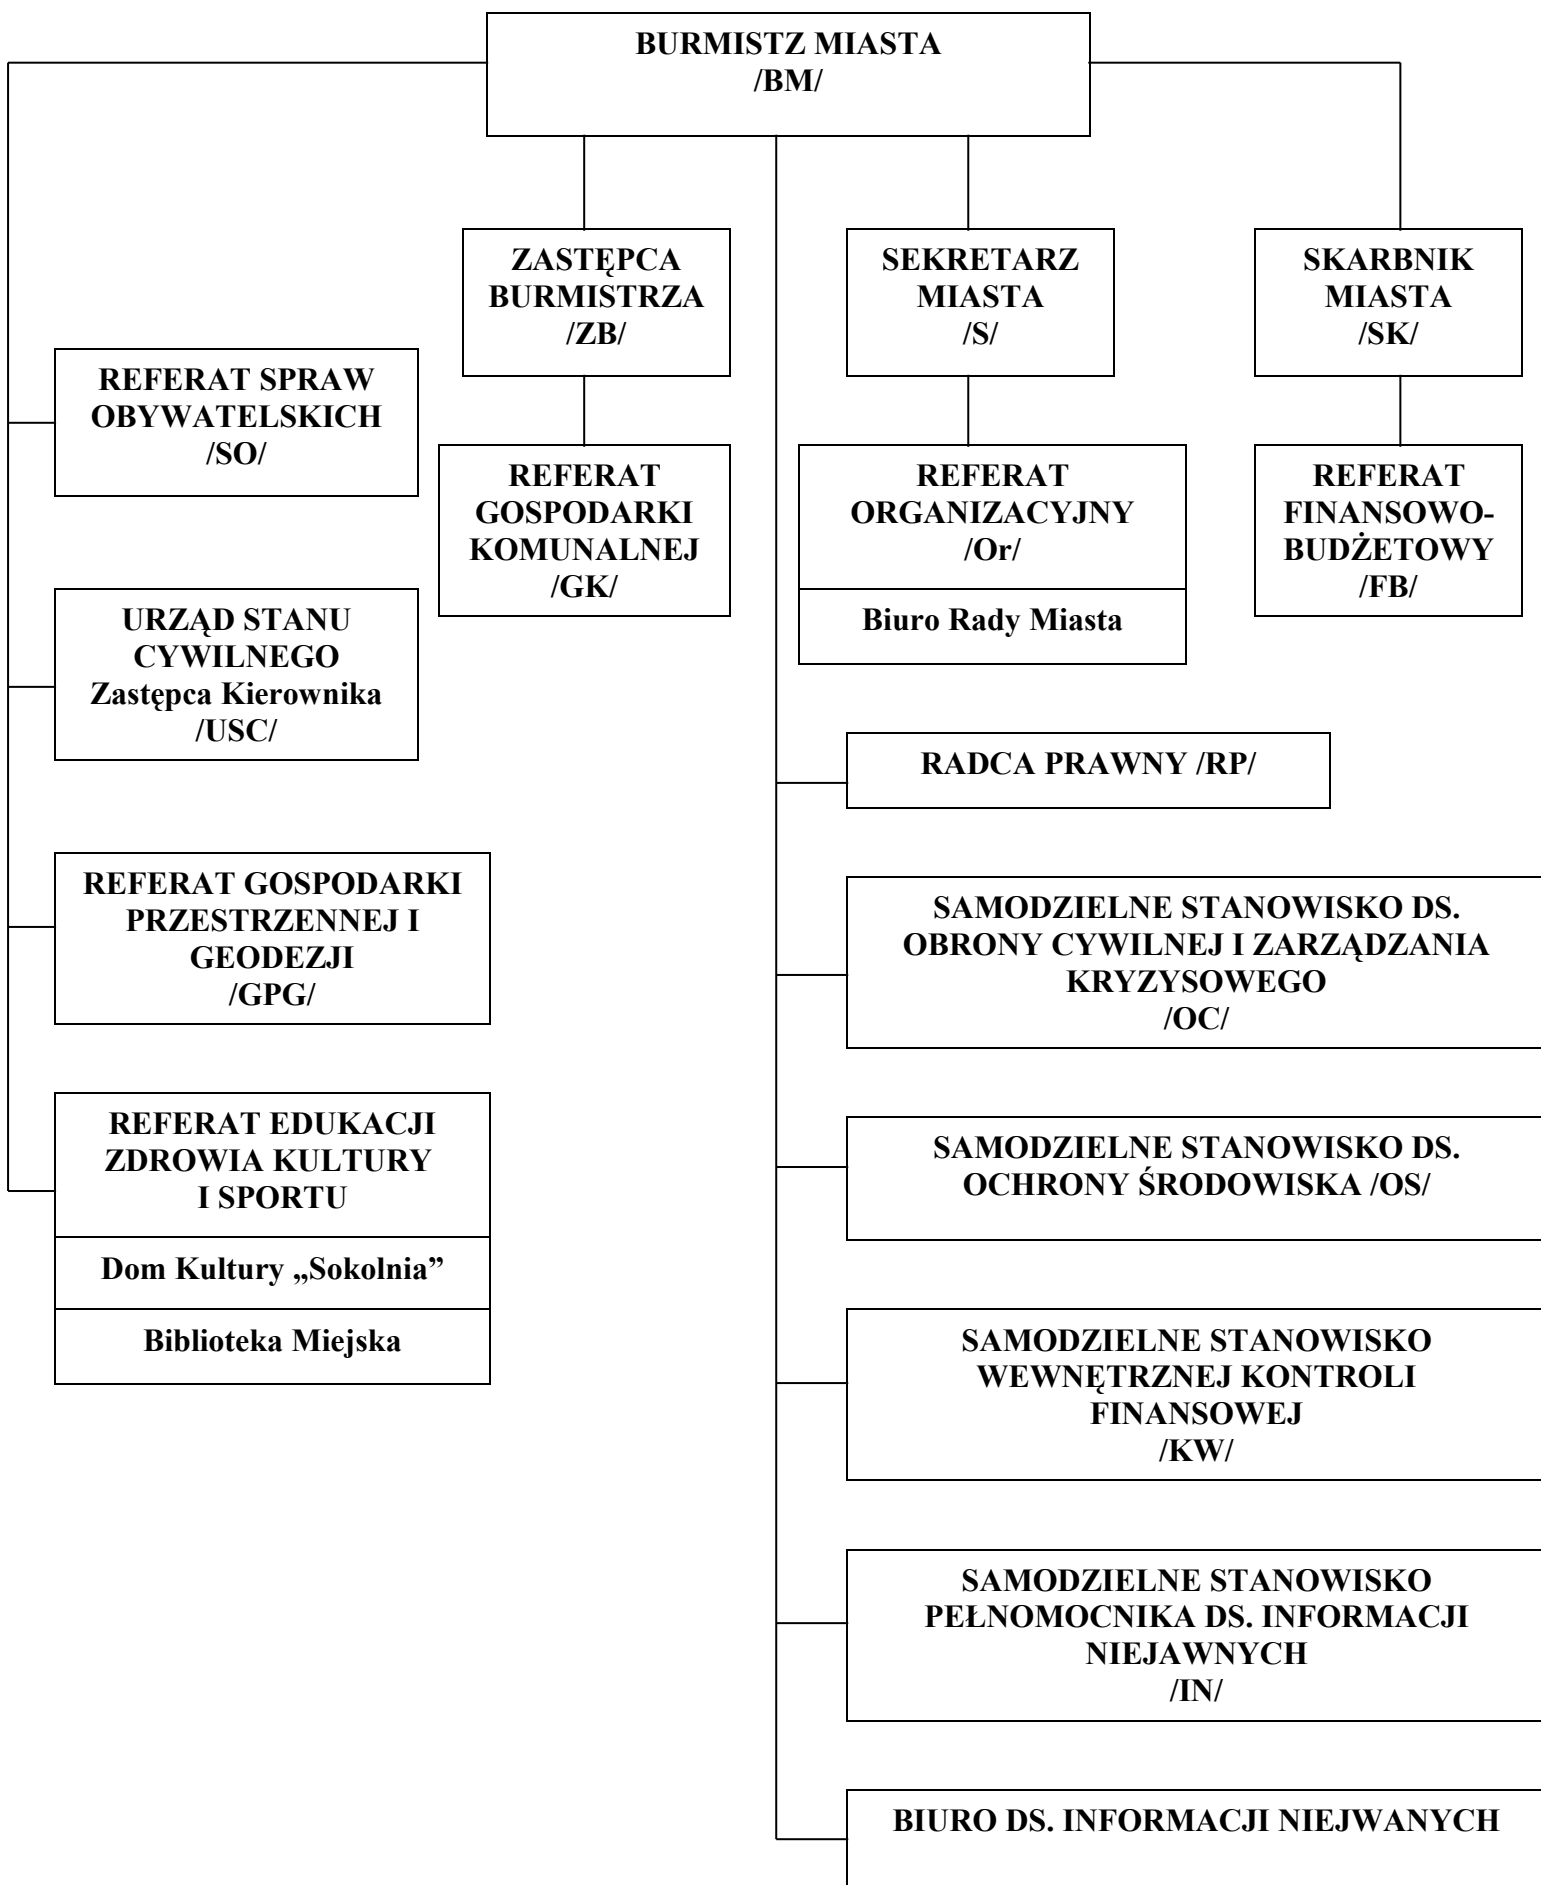 BURMISTZ MIASTA
/BM/
ZASTĘPCA
BURMISTRZA
/ZB/
SEKRETARZ
MIASTA
/S/
SKARBNIK
MIASTA
/SK/
REFERAT SPRAW
OBYWATELSKICH
/SO/
REFERAT
GOSPODARKI
KOMUNALNEJ
/GK/
REFERAT
ORGANIZACYJNY
/Or/
Biuro Rady Miasta
REFERAT
FINANSOWO-
BUDŻETOWY
/FB/
URZĄD STANU
CYWILNEGO
Zastępca Kierownika
/USC/
RADCA PRAWNY /RP/
REFERAT GOSPODARKI
PRZESTRZENNEJ I
GEODEZJI
/GPG/
SAMODZIELNE STANOWISKO DS.
OBRONY CYWILNEJ I ZARZĄDZANIA
KRYZYSOWEGO
/OC/
REFERAT EDUKACJI
ZDROWIA KULTURY
I SPORTU
Dom Kultury „Sokolnia”
Biblioteka Miejska
SAMODZIELNE STANOWISKO DS.
OCHRONY ŚRODOWISKA /OS/
SAMODZIELNE STANOWISKO
WEWNĘTRZNEJ KONTROLI
FINANSOWEJ
/KW/
SAMODZIELNE STANOWISKO
PEŁNOMOCNIKA DS. INFORMACJI
NIEJAWNYCH
/IN/
BIURO DS. INFORMACJI NIEJWANYCH